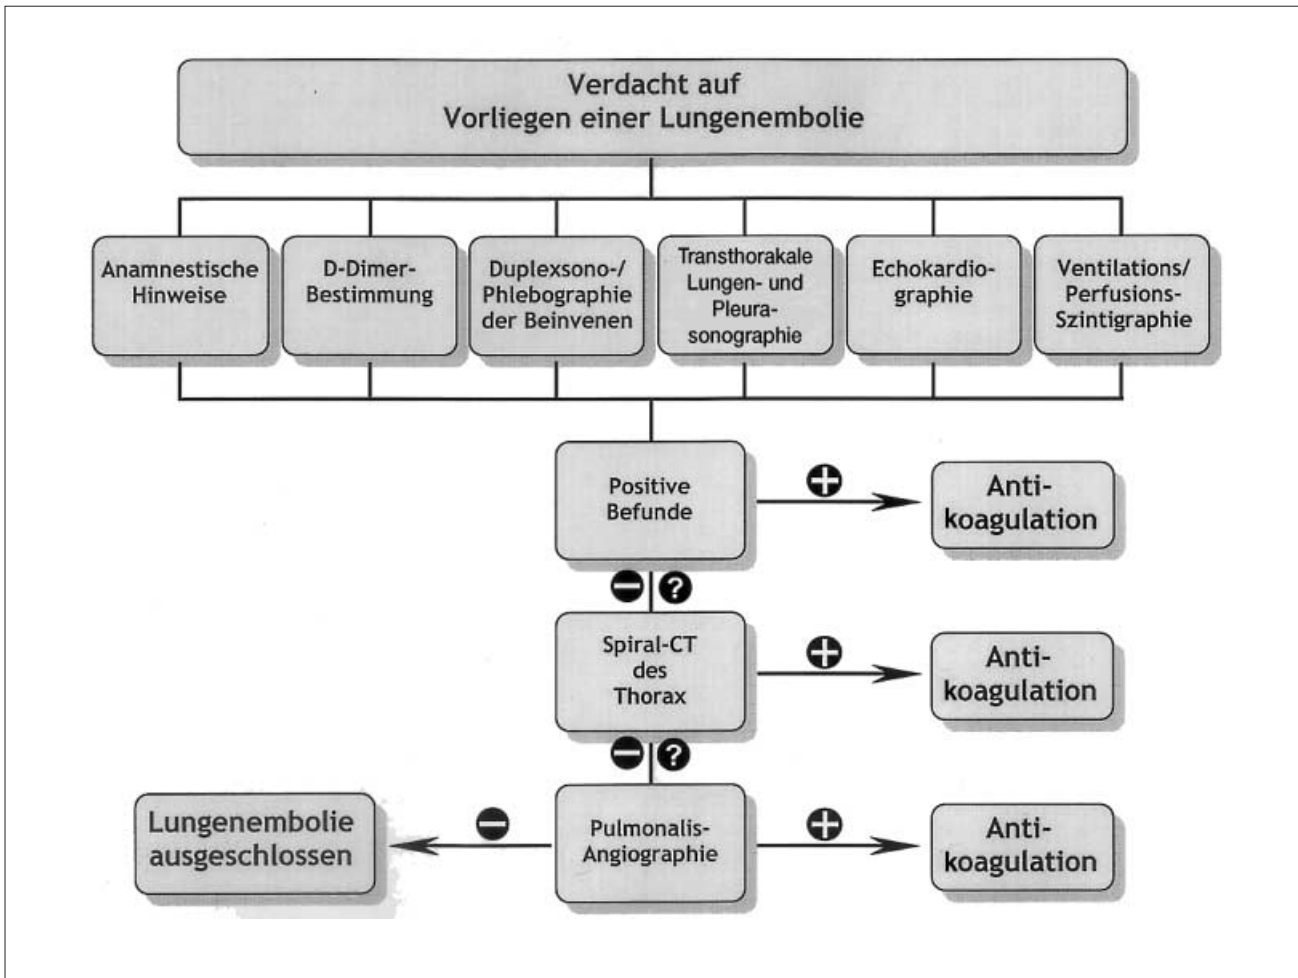 Verdacht auf
Vorliegen einer Lungenembolie
Anamnestische
Hinweise
D-Dimer-
Bestimmung
Duplexsono-/
Phlebographie
der Beinvenen
Transthorakale
Lungen- und
Pleura-
sonographie
Echokardio-
graphie
Ventilations/
Perfusions-
Szintigraphie
Positive
Befunde
+
Anti-
koagulation
− ?
Spiral-CT
des
Thorax
+
Anti-
koagulation
− ?
Lungenembolie
ausgeschlossen
−
Pulmonalis-
Angiographie
+
Anti-
koagulation